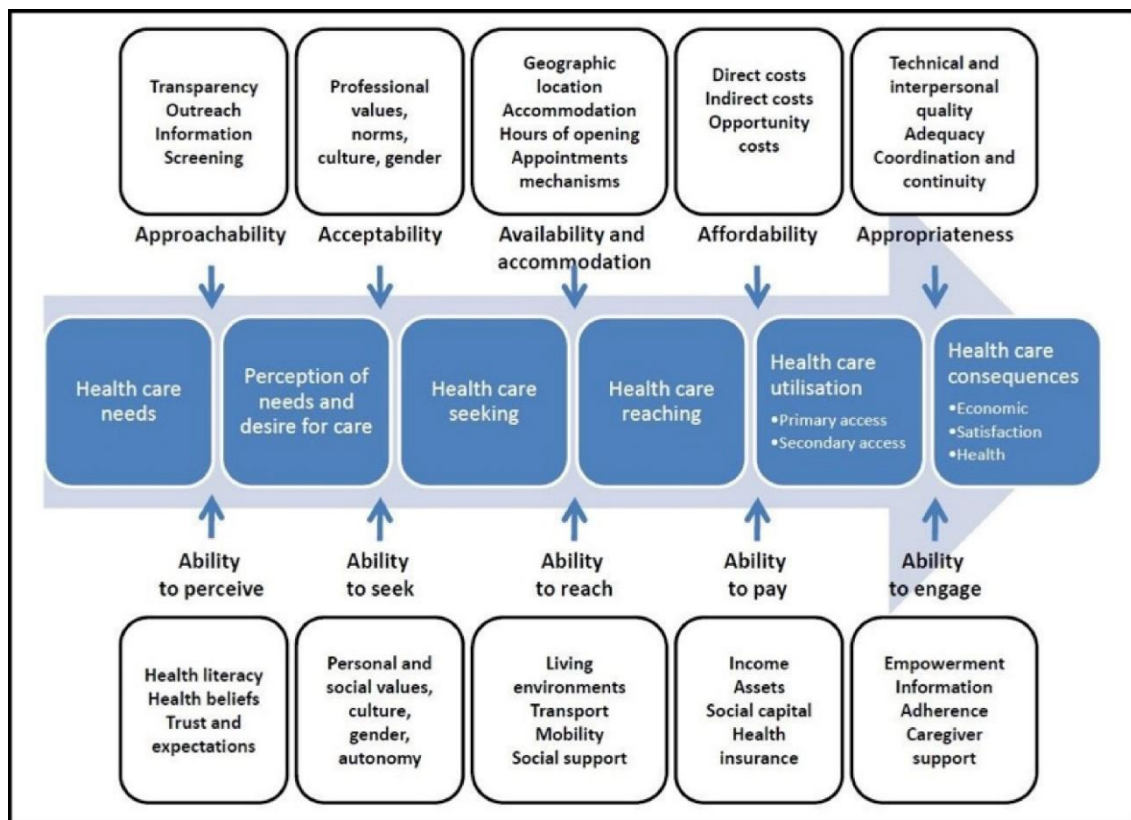 Transparency
Outreach
Information
Screening
Professional
values,
norms,
culture, gender
Geographic
location
Accommodation
Hours of opening
Appointments
mechanisms
Direct costs
Indirect costs
Opportunity
costs
Technical and
interpersonal
quality
Adequacy
Coordination and
continuity
Approachability
Acceptability
Availability and
accommodation
Affordability
Appropriateness
Health care
needs
Perception of
needs and
desire for care
Health care
seeking
Health care
reaching
Health care
utilisation
•Primary access
•Secondary access
Health care
consequences
•Economic
•Satisfaction
•Health
Ability
to perceive
Ability
to seek
Ability
to reach
Ability
to pay
Ability
to engage
Health literacy
Health beliefs
Trust and
expectations
Personal and
social values,
culture,
gender,
autonomy
Living
environments
Transport
Mobility
Social support
Income
Assets
Social capital
Health
insurance
Empowerment
Information
Adherence
Caregiver
support